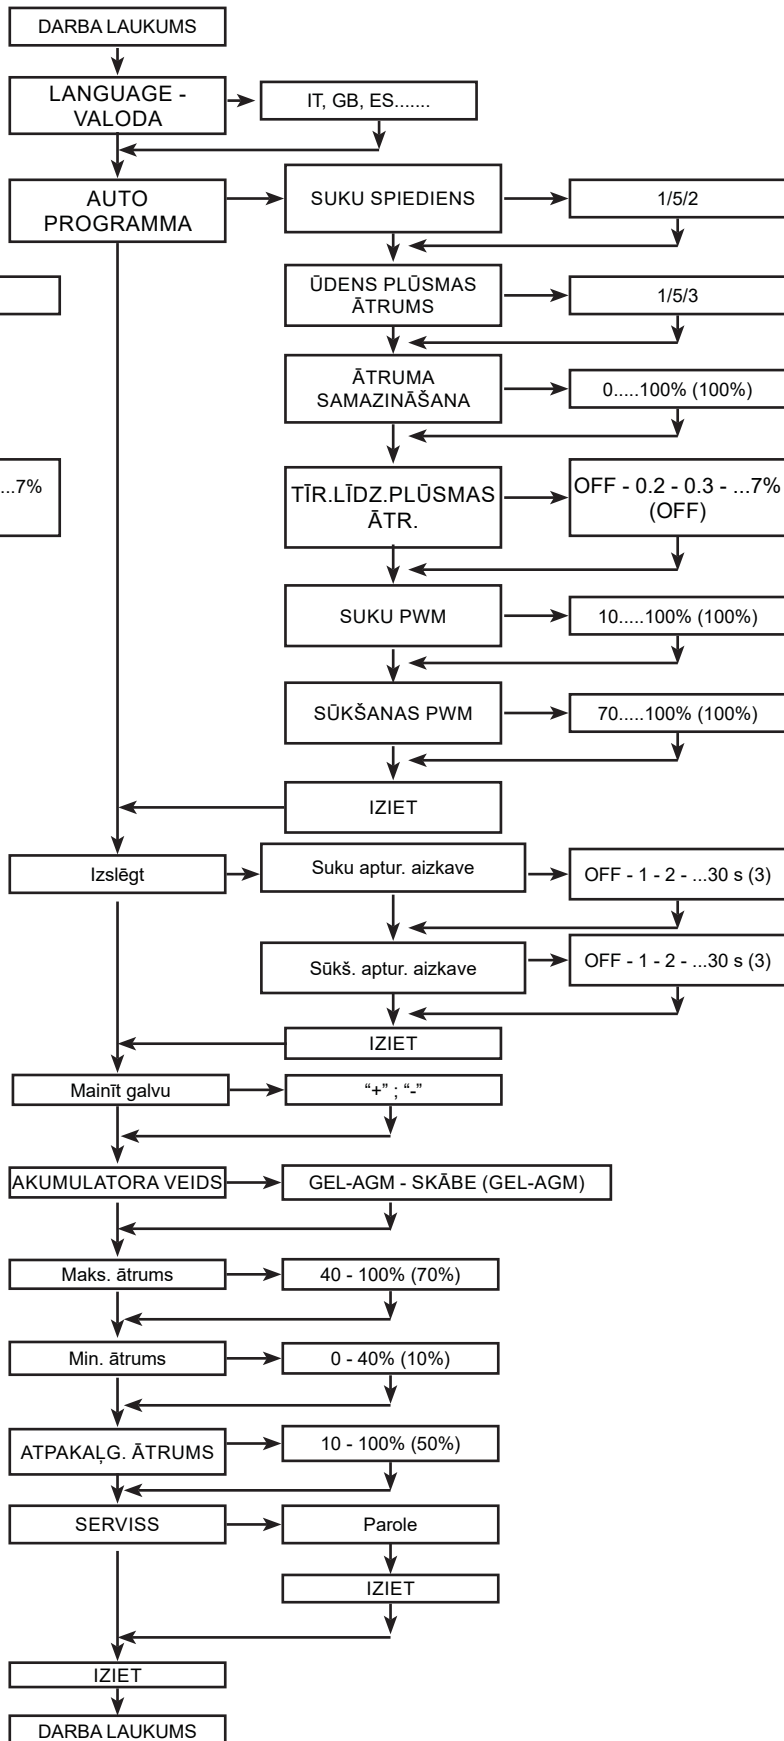 DARBA LAUKUMS
LANGUAGE -
VALODA
IT, GB, ES.......
AUTO
PROGRAMMA
SUKU SPIEDIENS
1/5/2
ŪDENS PLŪSMAS
ĀTRUMS
1/5/3
ĀTRUMA
SAMAZINĀŠANA
0.....100% (100%)
...7%
TĪR.LĪDZ.PLŪSMAS
ĀTR.
OFF - 0.2 - 0.3 - ...7%
(OFF)
SUKU PWM
10.....100% (100%)
SŪKŠANAS PWM
70.....100% (100%)
IZIET
Izslēgt
Suku aptur. aizkave
OFF - 1 - 2 - ...30 s (3)
Sūkš. aptur. aizkave
OFF - 1 - 2 - ...30 s (3)
IZIET
Mainīt galvu
“+” ; “-”
AKUMULATORA VEIDS
GEL-AGM - SKĀBE (GEL-AGM)
Maks. ātrums
40 - 100% (70%)
Min. ātrums
0 - 40% (10%)
ATPAKAĻG. ĀTRUMS
10 - 100% (50%)
SERVISS
Parole
IZIET
IZIET
DARBA LAUKUMS